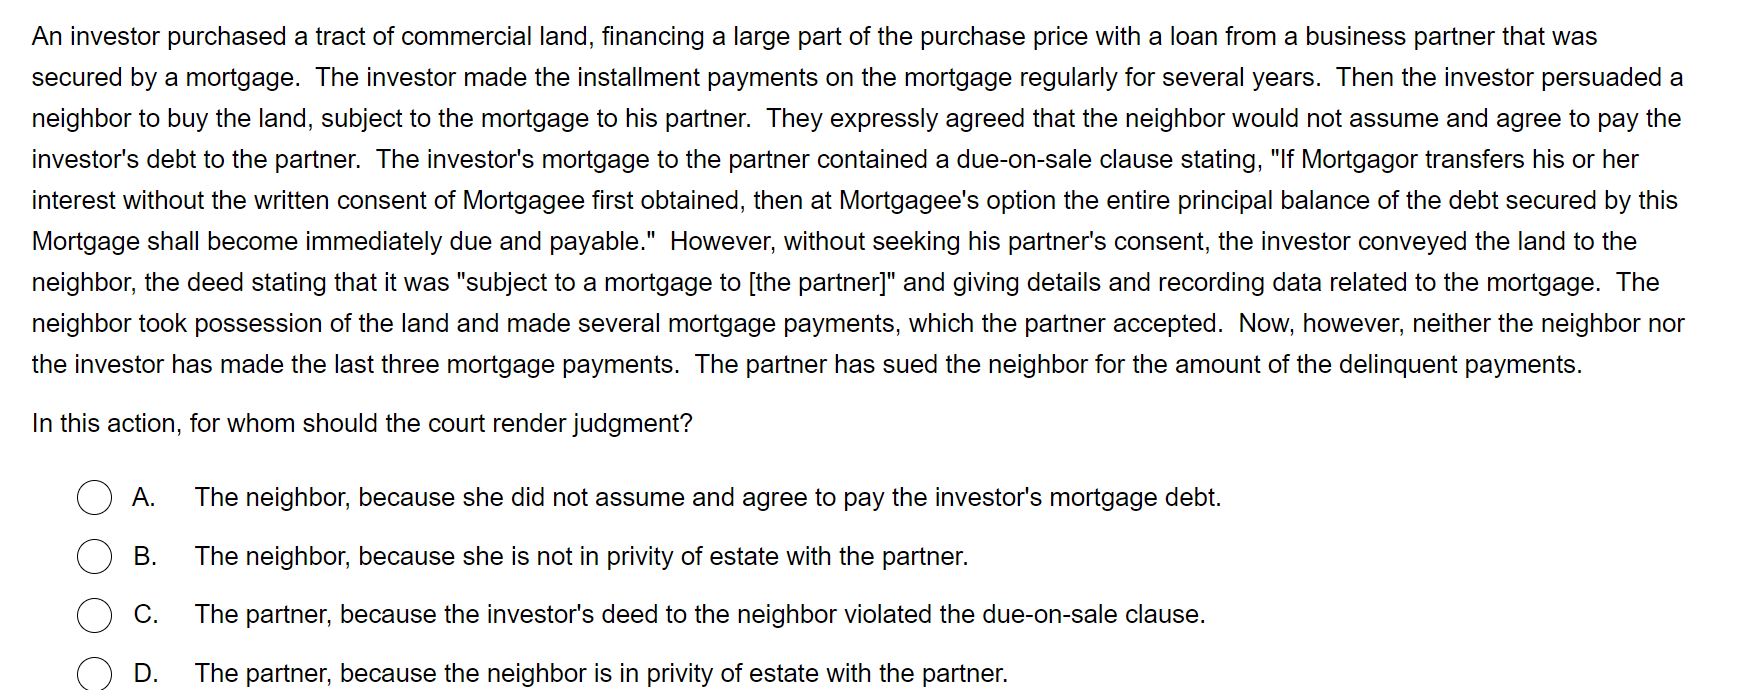 An investor purchased a tract of commercial land, financing a large part of the purchase price with a loan from a business partner that was
secured by a mortgage.  The investor made the installment payments on the mortgage regularly for several years.  Then the investor persuaded a
neighbor to buy the land, subject to the mortgage to his partner.  They expressly agreed that the neighbor would not assume and agree to pay the
investor's debt to the partner.  The investor's mortgage to the partner contained a due-on-sale clause stating, "If Mortgagor transfers his or her
interest without the written consent of Mortgagee first obtained, then at Mortgagee's option the entire principal balance of the debt secured by this
Mortgage shall become immediately due and payable."  However, without seeking his partner's consent, the investor conveyed the land to the
neighbor, the deed stating that it was "subject to a mortgage to [the partner]" and giving details and recording data related to the mortgage.  The
neighbor took possession of the land and made several mortgage payments, which the partner accepted.  Now, however, neither the neighbor nor
the investor has made the last three mortgage payments.  The partner has sued the neighbor for the amount of the delinquent payments.
In this action, for whom should the court render judgment?
A. The neighbor, because she did not assume and agree to pay the investor's mortgage debt.
B. The neighbor, because she is not in privity of estate with the partner.
C. The partner, because the investor's deed to the neighbor violated the due-on-sale clause.
D. The partner, because the neighbor is in privity of estate with the partner.